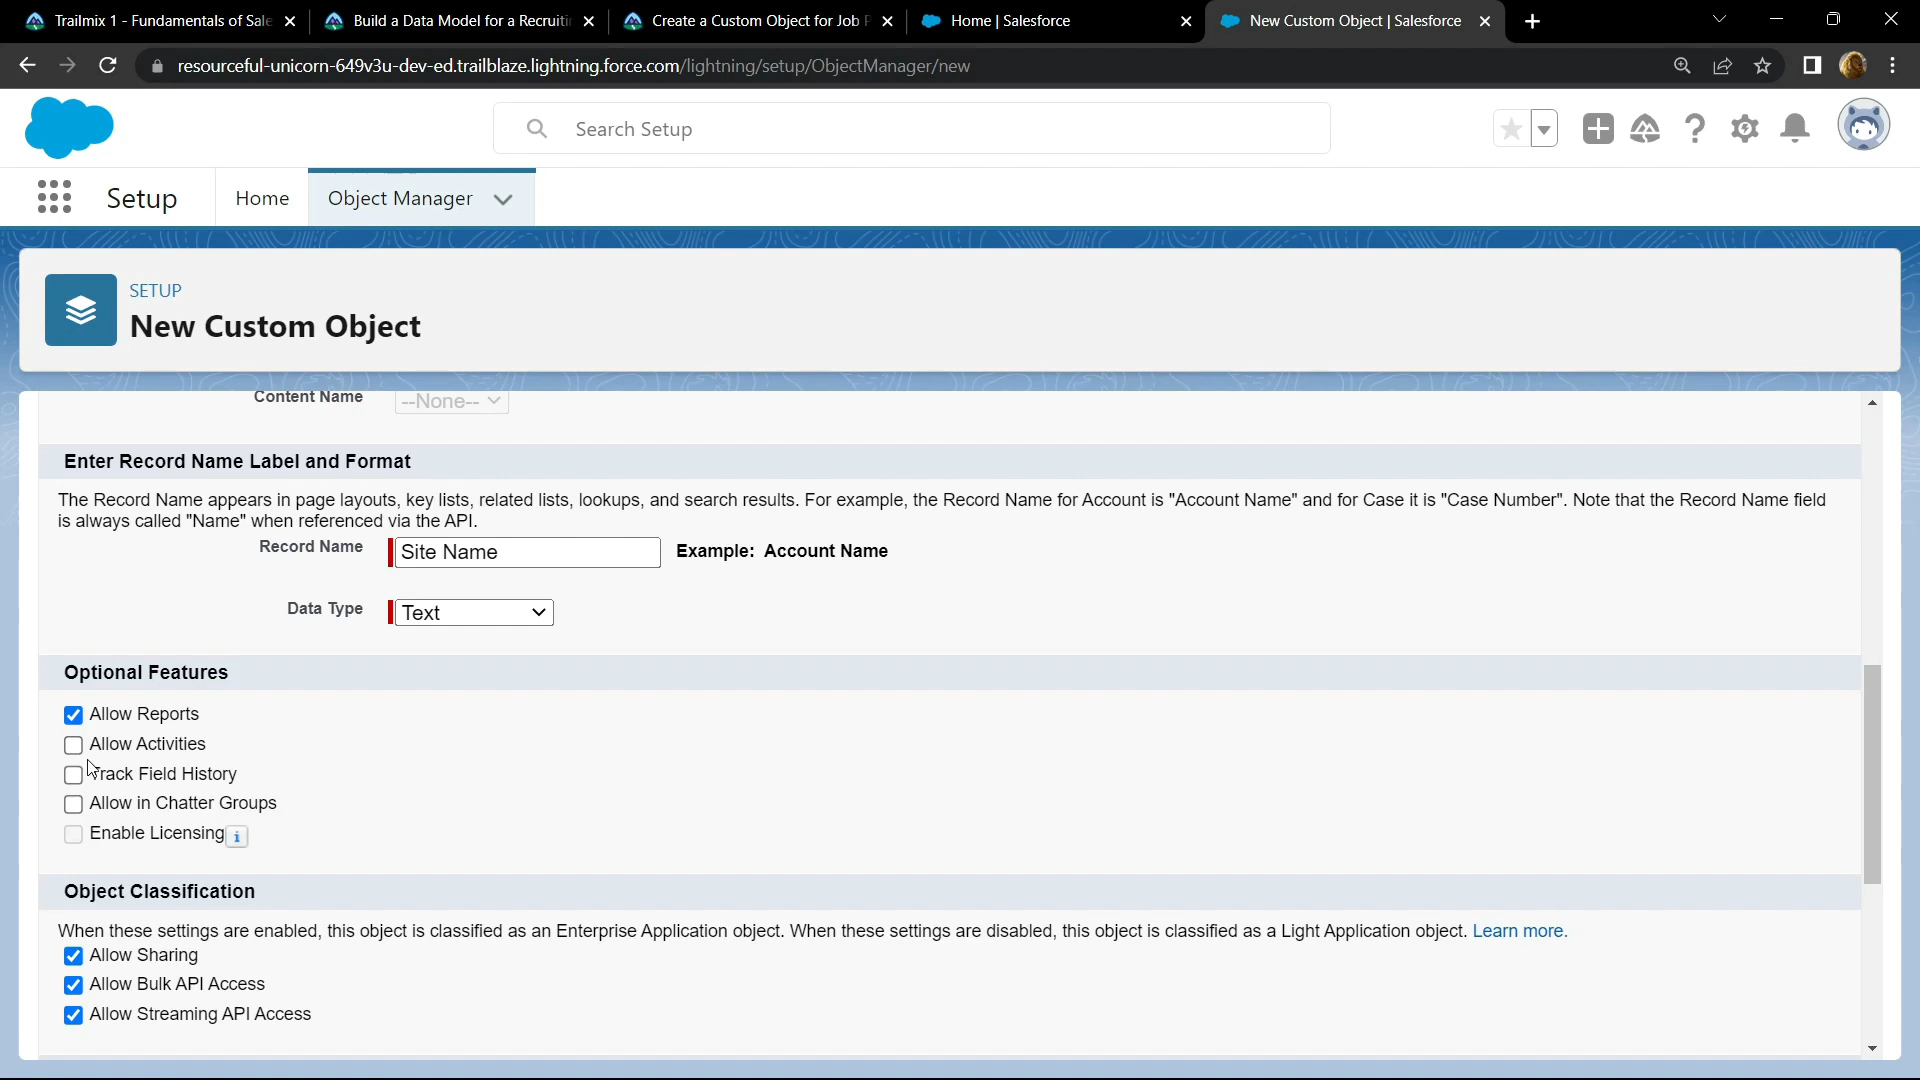 Trailmix 1 - Fundamentals of Sale
Build a Data Model for a Recruitin
Create a Custom Object for Job P
Home | Salesforce
New Custom Object | Salesforce
resourceful-unicorn-649v3u-dev-ed.trailblaze.lightning.force.com/lightning/setup/ObjectManager/new
Search Setup
Setup
Home
Object Manager
SETUP
New Custom Object
Content Name
--None--
Enter Record Name Label and Format
The Record Name appears in page layouts, key lists, related lists, lookups, and search results. For example, the Record Name for Account is "Account Name" and for Case it is "Case Number". Note that the Record Name field
is always called "Name" when referenced via the API.
Record Name
Site Name
Example: Account Name
Data Type
Text
Optional Features
Allow Reports
Allow Activities
Track Field History
Allow in Chatter Groups
Enable Licensing
i
Object Classification
When these settings are enabled, this object is classified as an Enterprise Application object. When these settings are disabled, this object is classified as a Light Application object. Learn more.
Allow Sharing
Allow Bulk API Access
Allow Streaming API Access